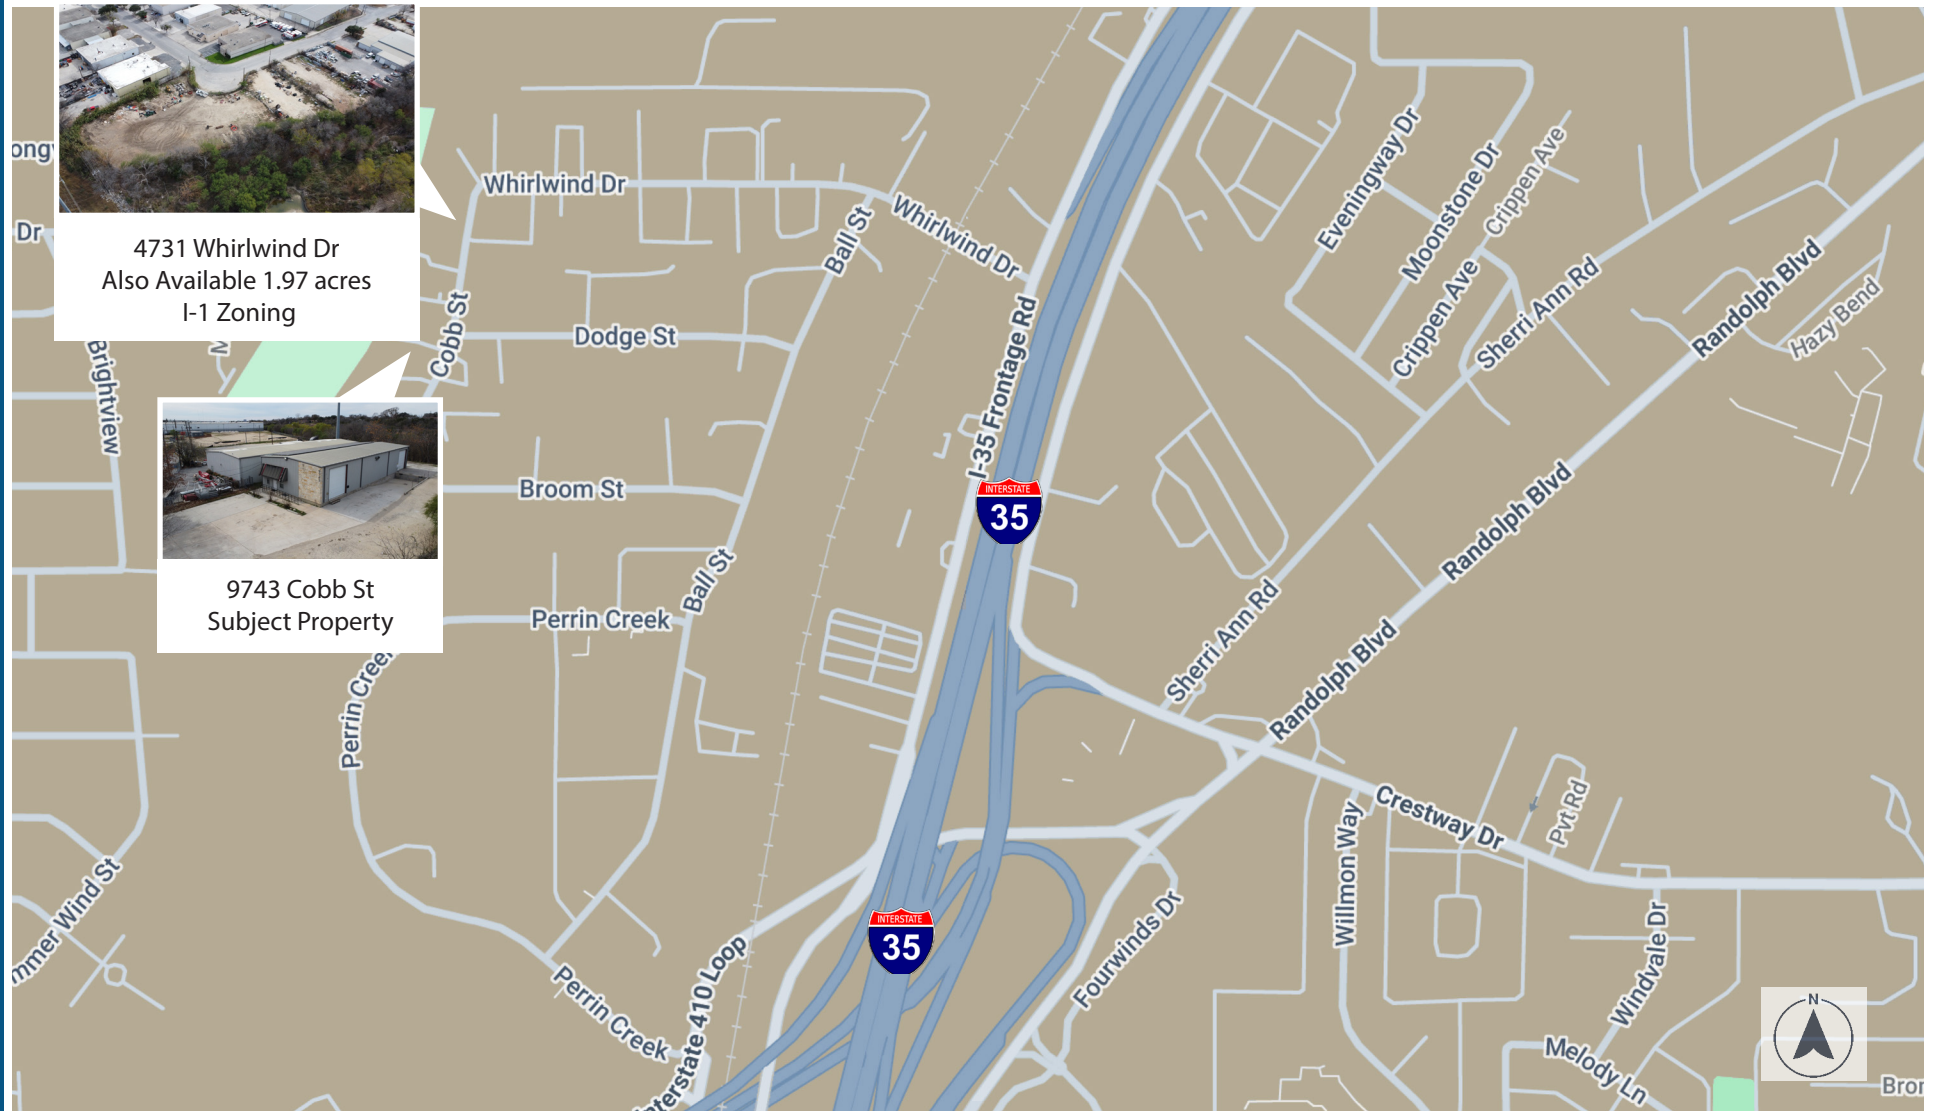 4731 Whirlwind Dr
Also Available 1.97 acres
I-1 Zoning
9743 Cobb St
Subject Property
Dr
Brightview
Whirlwind Dr
Whirlwind Dr
Cobb St
Dodge St
Ball St
Broom St
Ball St
Perrin Creek
Perrin Creek
Perrin Creek
I-35 Frontage Rd
INTERSTATE
35
INTERSTATE
35
Interstate 410 Loop
Eveningway Dr
Moonstone Dr
Crippen Ave
Crippen Ave
Sherri Ann Rd
Sherri Ann Rd
Randolph Blvd
Randolph Blvd
Randolph Blvd
Hazy Bend
Crestway Dr
Pvt Rd
Willmon Way
Fourwinds Dr
Windvale Dr
Melody Ln
mmer Wind St
N